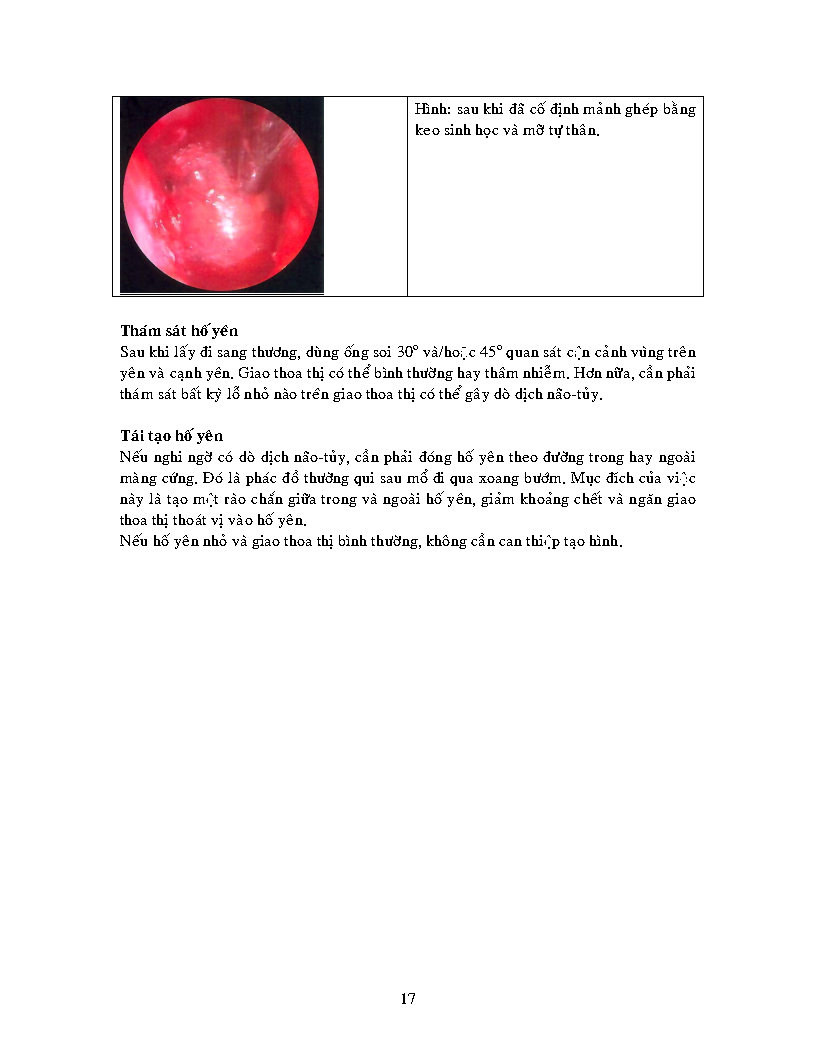 Hình: sau khi đã cố định mảnh ghép bằng
keo sinh học và mỡ tự thân.
Thám sát hố yên
Sau khi lấy đi sang thương, dùng ống soi 30° và/hoặc 45° quan sát cận cảnh vùng trên
yên và cạnh yên. Giao thoa thị có thể bình thường hay thâm nhiễm. Hơn nữa, cần phải
thám sát bất kỳ lỗ nhỏ nào trên giao thoa thị có thể gây dò dịch não-tủy.
Tái tạo hố yên
Nếu nghi ngờ có dò dịch não-tủy, cần phải đóng hố yên theo đường trong hay ngoài
màng cứng. Đó là phác đồ thường qui sau mổ đi qua xoang bướm. Mục đích của việc
này là tạo một rào chắn giữa trong và ngoài hố yên, giảm khoảng chết và ngăn giao
thoa thị thoát vị vào hố yên.
Nếu hố yên nhỏ và giao thoa thị bình thường, không cần can thiệp tạo hình.
17